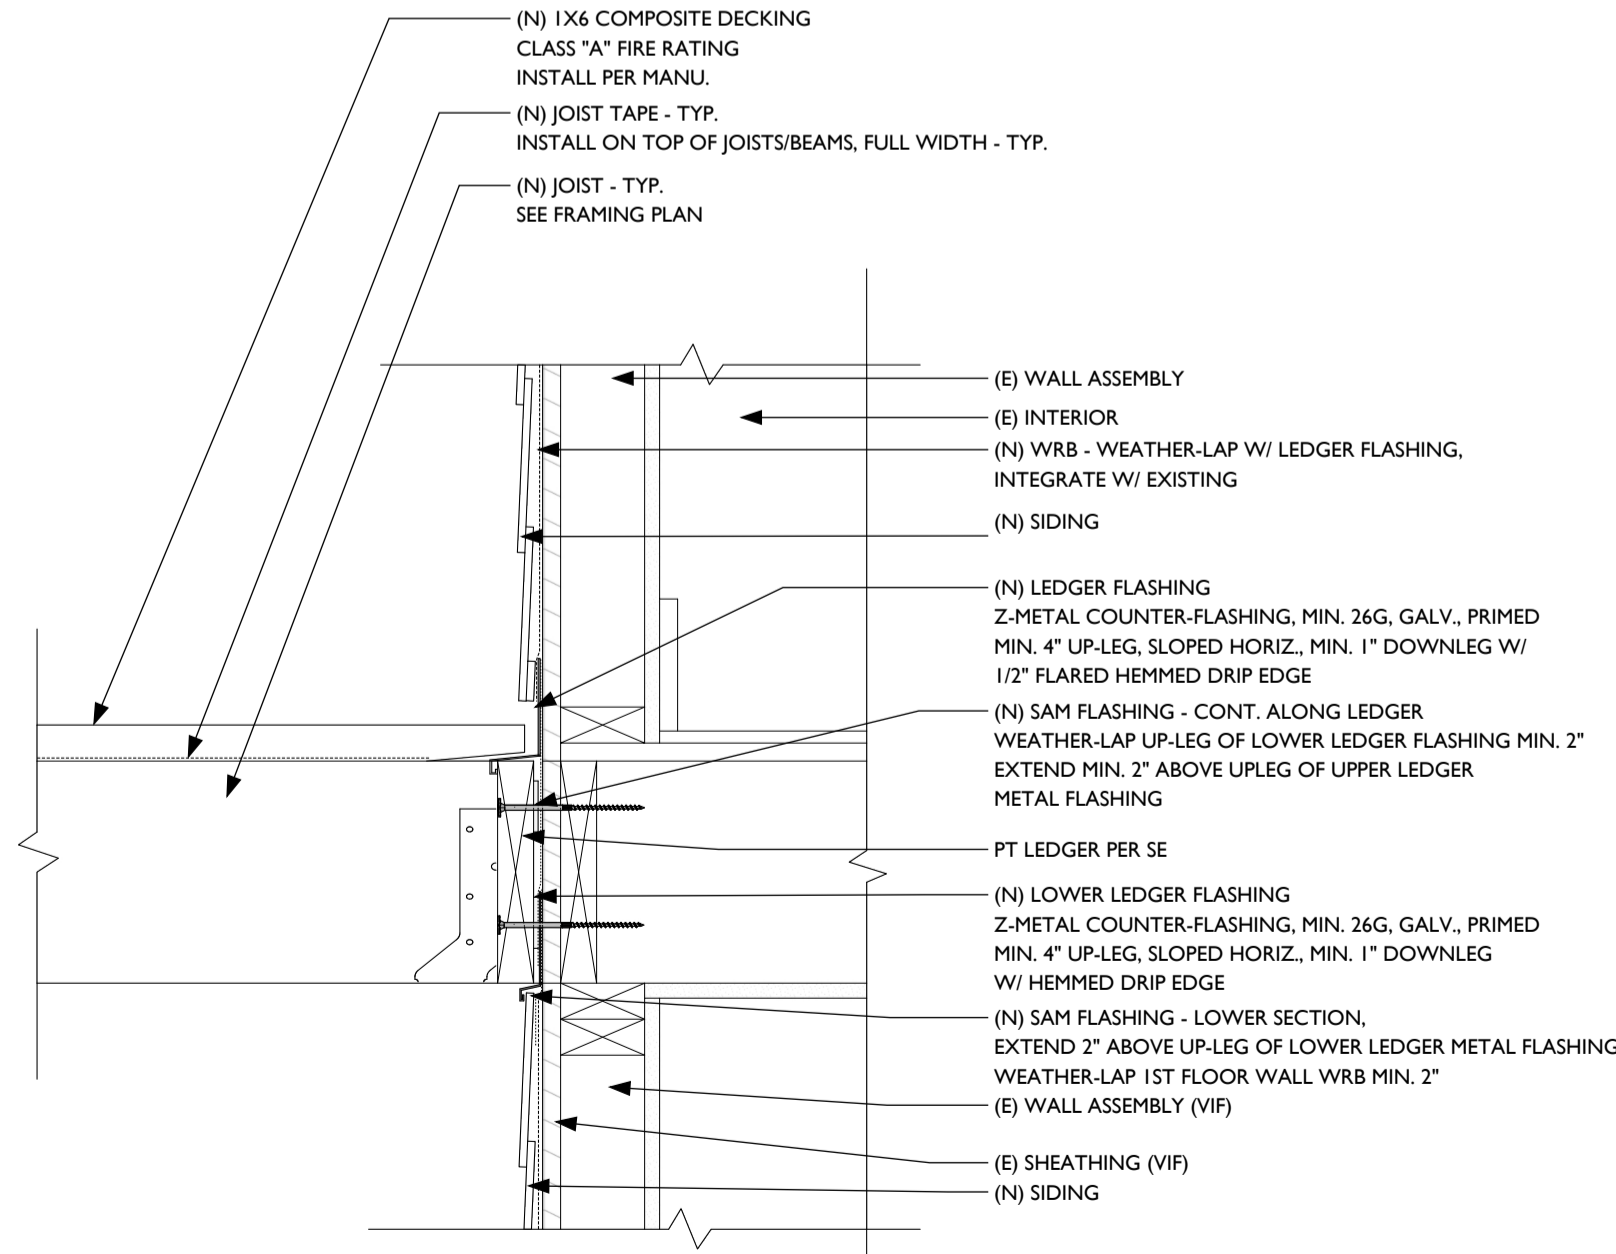 (N) 1X6 COMPOSITE DECKING
CLASS "A" FIRE RATING
INSTALL PER MANU.
(N) JOIST TAPE - TYP.
INSTALL ON TOP OF JOISTS/BEAMS, FULL WIDTH - TYP.
(N) JOIST - TYP.
SEE FRAMING PLAN
(E) WALL ASSEMBLY
(E) INTERIOR
(N) WRB - WEATHER-LAP W/ LEDGER FLASHING,
INTEGRATE W/ EXISTING
(N) SIDING
(N) LEDGER FLASHING
Z-METAL COUNTER-FLASHING, MIN. 26G, GALV., PRIMED
MIN. 4" UP-LEG, SLOPED HORIZ., MIN. 1" DOWNLEG W/
1/2" FLARED HEMMED DRIP EDGE
(N) SAM FLASHING - CONT. ALONG LEDGER
WEATHER-LAP UP-LEG OF LOWER LEDGER FLASHING MIN. 2"
EXTEND MIN. 2" ABOVE UPLEG OF UPPER LEDGER
METAL FLASHING
PT LEDGER PER SE
(N) LOWER LEDGER FLASHING
Z-METAL COUNTER-FLASHING, MIN. 26G, GALV., PRIMED
MIN. 4" UP-LEG, SLOPED HORIZ., MIN. 1" DOWNLEG
W/ HEMMED DRIP EDGE
(N) SAM FLASHING - LOWER SECTION,
EXTEND 2" ABOVE UP-LEG OF LOWER LEDGER METAL FLASHING
WEATHER-LAP 1ST FLOOR WALL WRB MIN. 2"
(E) WALL ASSEMBLY (VIF)
(E) SHEATHING (VIF)
(N) SIDING